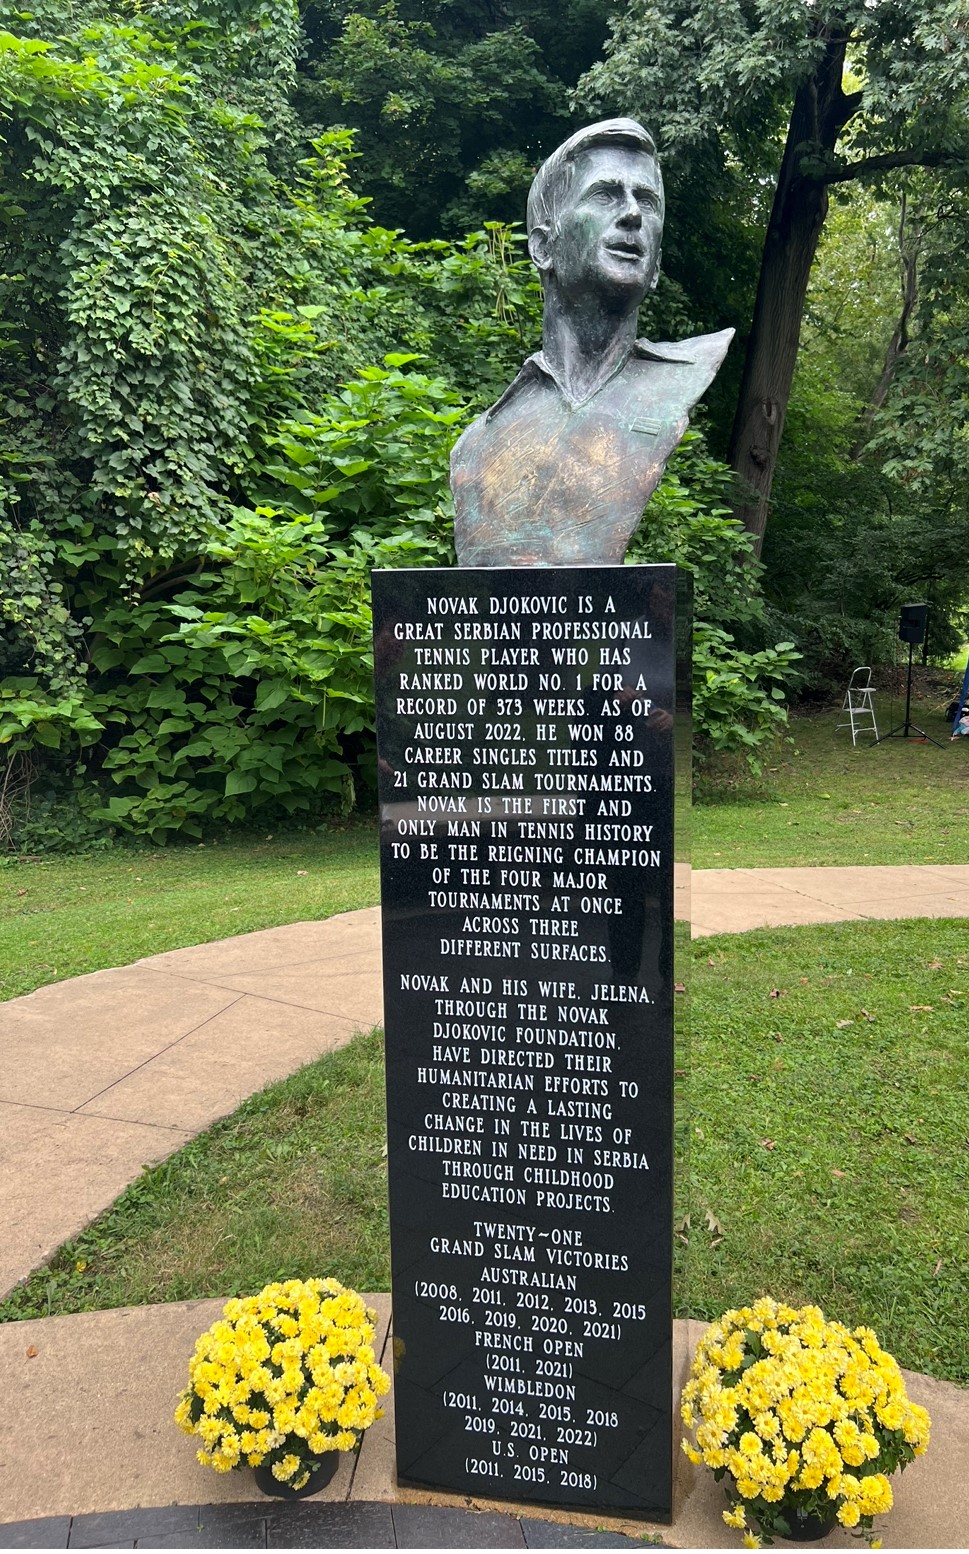 NOVAK DJOKOVIC IS A
GREAT SERBIAN PROFESSIONAL
TENNIS PLAYER WHO HAS
RANKED WORLD NO. 1 FOR A
RECORD OF 373 WEEKS. AS OF
AUGUST 2022, HE WON 88
CAREER SINGLES TITLES AND
21 GRAND SLAM TOURNAMENTS.
NOVAK IS THE FIRST AND
ONLY MAN IN TENNIS HISTORY
TO BE THE REIGNING CHAMPION
OF THE FOUR MAJOR
TOURNAMENTS AT ONCE
ACROSS THREE
DIFFERENT SURFACES.
NOVAK AND HIS WIFE, JELENA,
THROUGH THE NOVAK
DJOKOVIC FOUNDATION,
HAVE DIRECTED THEIR
HUMANITARIAN EFFORTS TO
CREATING A LASTING
CHANGE IN THE LIVES OF
CHILDREN IN NEED IN SERBIA
THROUGH CHILDHOOD
EDUCATION PROJECTS.
TWENTY~ONE
GRAND SLAM VICTORIES
AUSTRALIAN
(2008, 2011, 2012, 2013, 2015
2016, 2019, 2020, 2021)
FRENCH OPEN
(2011, 2021)
WIMBLEDON
(2011, 2014, 2015, 2018
2019, 2021, 2022)
U.S. OPEN
(2011, 2015, 2018)